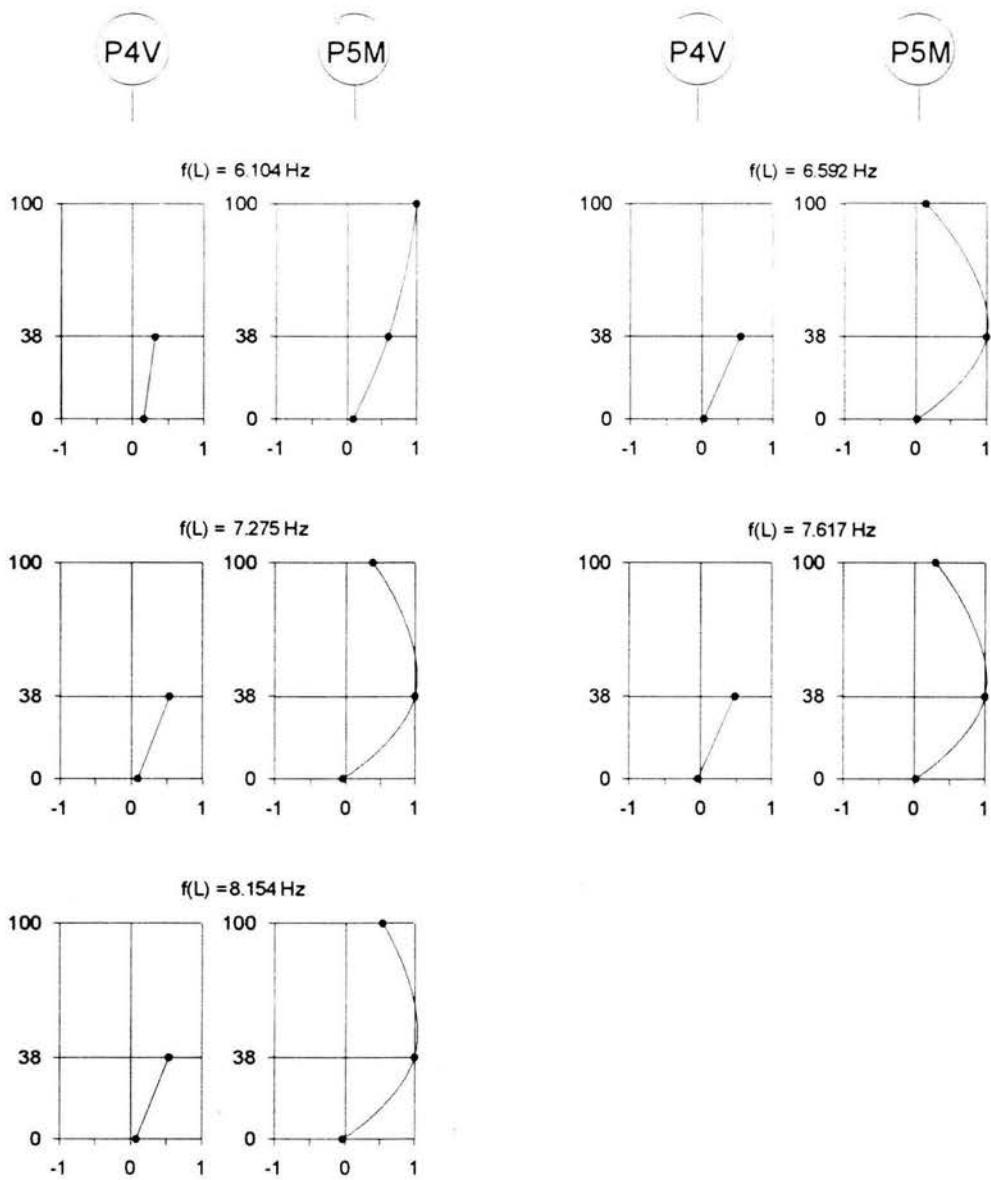 P4V P5M P4V P5M
f(L) = 6.104 Hz f(L) = 6.592 Hz
100 100 100 100
38 38 38 38
0 0 0 0
-1 0 1 -1 0 1 -1 0 1 -1 0 1
f(L) = 7.275 Hz f(L) = 7.617 Hz
100 100 100 100
38 38 38 38
0 0 0 0
-1 0 1 -1 0 1 -1 0 1 -1 0 1
f(L) =8.154 Hz
100 100
38 38
0 0
-1 0 1 -1 0 1